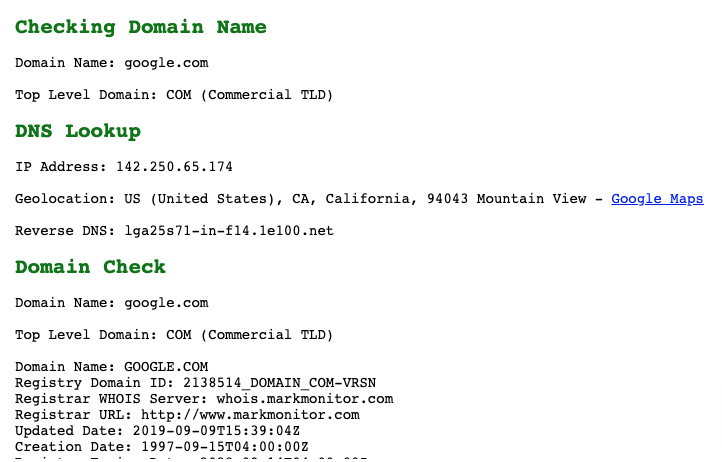 Checking Domain Name
Domain Name: google.com
Top Level Domain: COM (Commercial TLD)
DNS Lookup
IP Address: 142.250.65.174
Geolocation: US (United States), CA, California, 94043 Mountain View - Google Maps
Reverse DNS: lga25s71-in-f14.1e100.net
Domain Check
Domain Name: google.com
Top Level Domain: COM (Commercial TLD)
Domain Name: GOOGLE.COM
Registry Domain ID: 2138514_DOMAIN_COM-VRSN
Registrar WHOIS Server: whois.markmonitor.com
Registrar URL: http://www.markmonitor.com
Updated Date: 2019-09-09T15:39:04Z
Creation Date: 1997-09-15T04:00:00Z